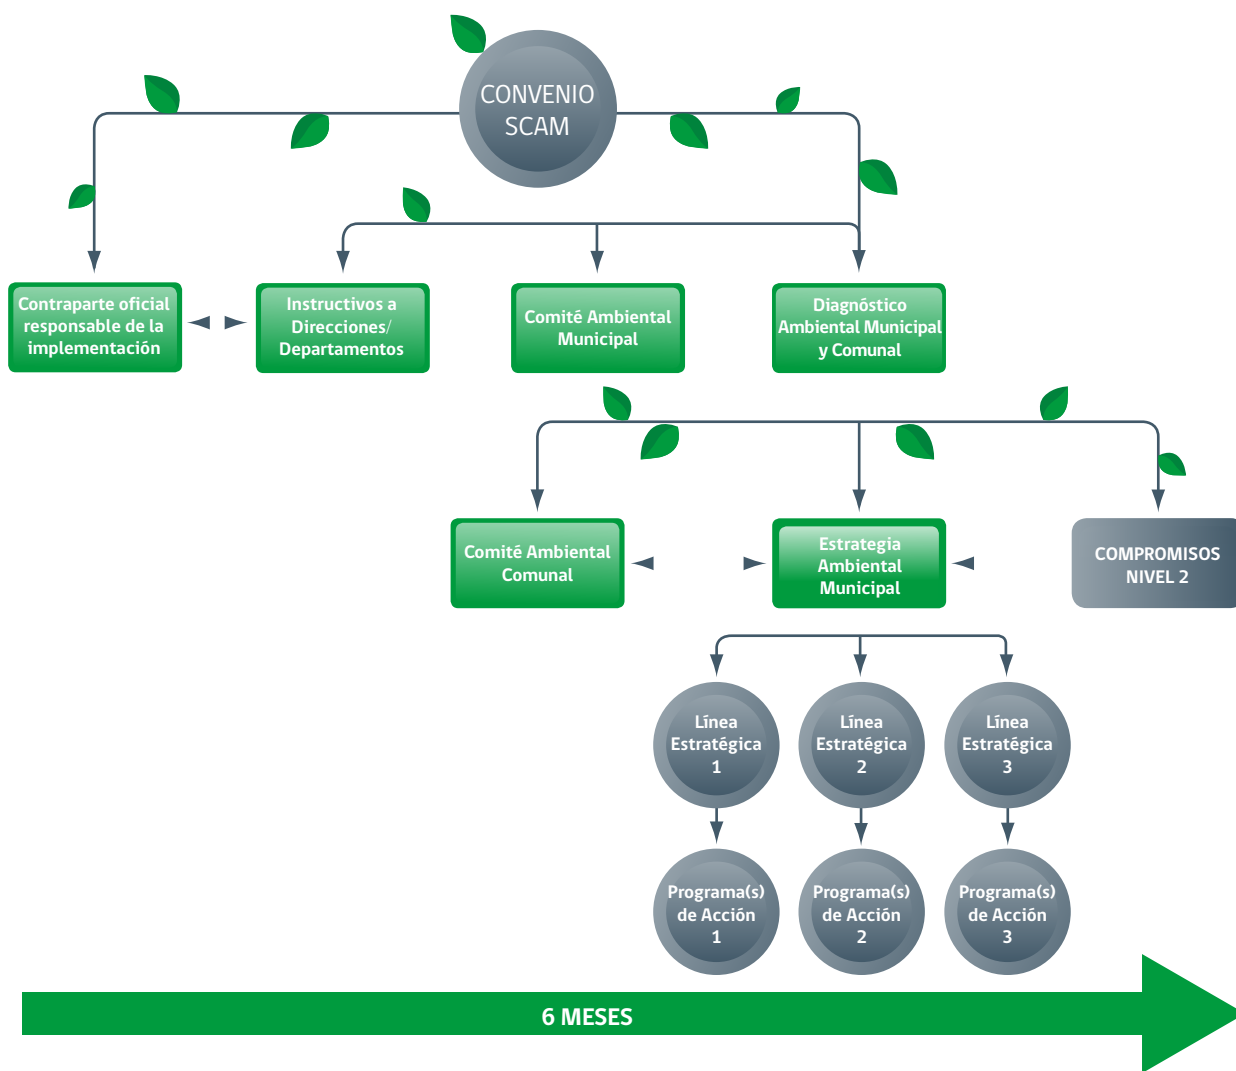 CONVENIO
SCAM
Contraparte oficial
responsable de la
implementación
Instructivos a
Direcciones/
Departamentos
Comité Ambiental
Municipal
Diagnóstico
Ambiental Municipal
y Comunal
Comité Ambiental
Comunal
Estrategia
Ambiental
Municipal
COMPROMISOS
NIVEL 2
Línea
Estratégica
1
Línea
Estratégica
2
Línea
Estratégica
3
Programa(s)
de Acción
1
Programa(s)
de Acción
2
Programa(s)
de Acción
3
6 MESES